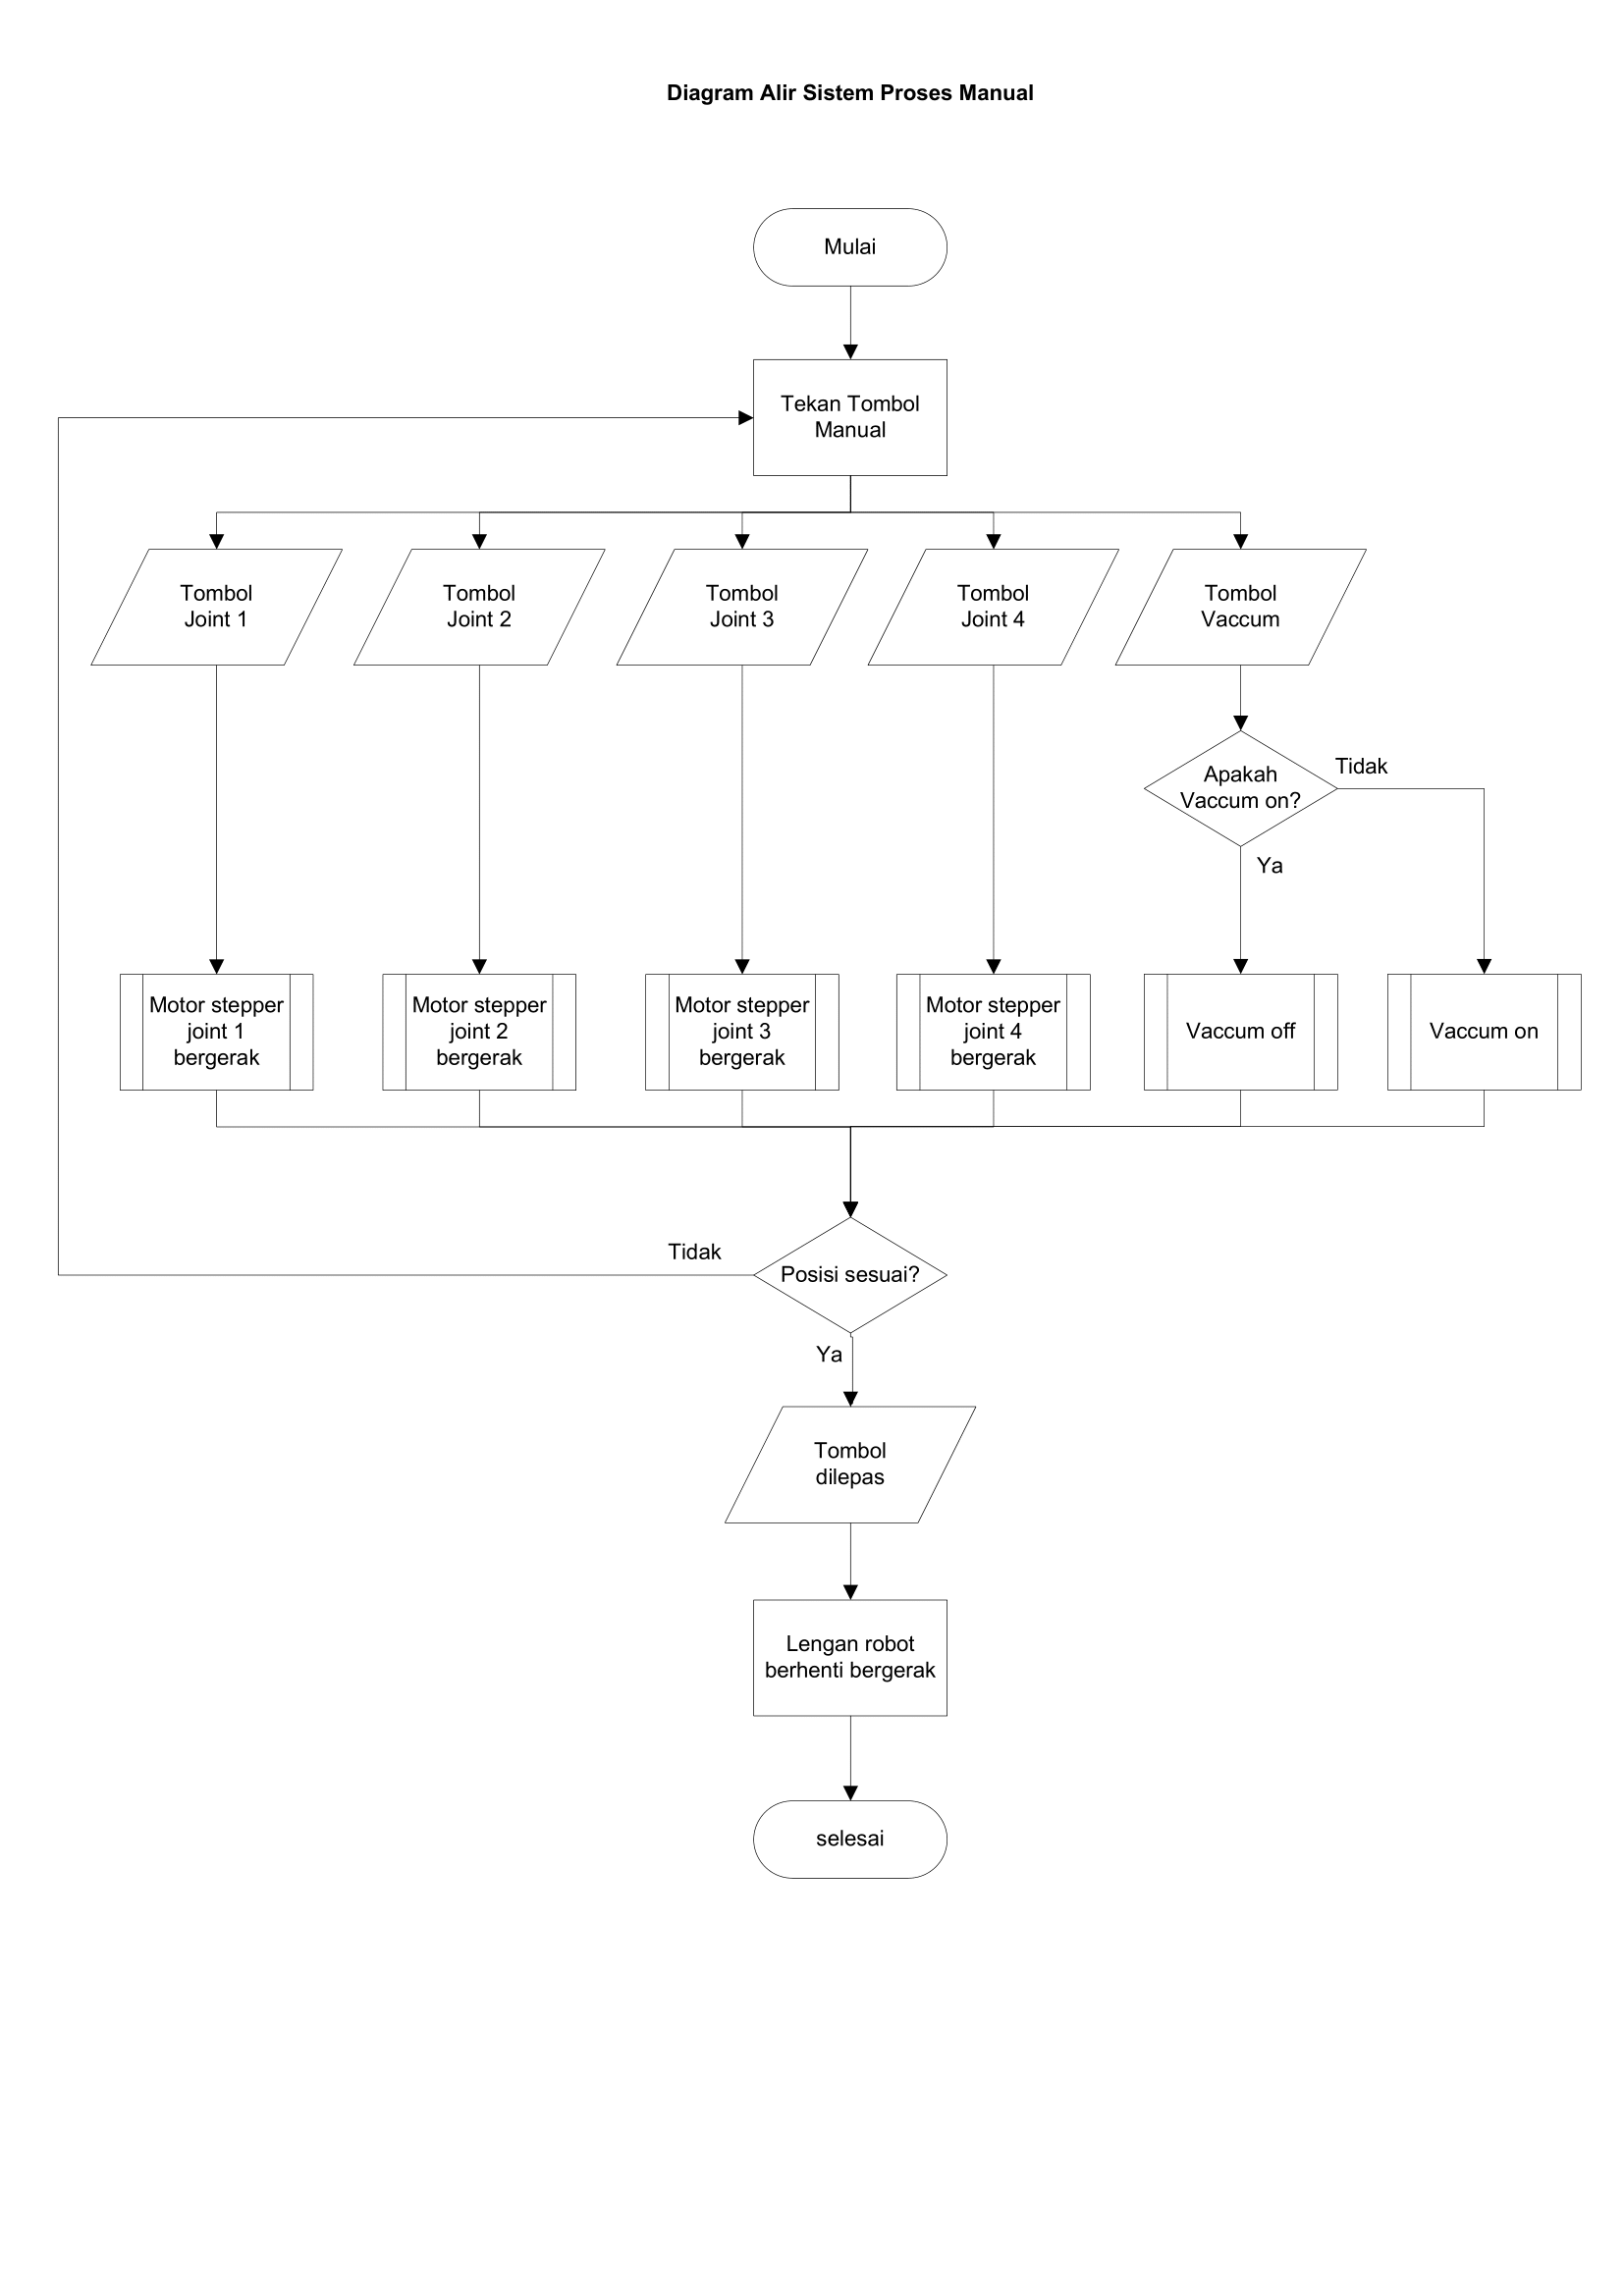 Diagram Alir Sistem Proses Manual
Mulai
Tekan Tombol
Manual
Tombol
Joint 1
Tombol
Joint 2
Tombol
Joint 3
Tombol
Joint 4
Tombol
Vaccum
Apakah
Vaccum on?
Tidak
Ya
Motor stepper
joint 1
bergerak
Motor stepper
joint 2
bergerak
Motor stepper
joint 3
bergerak
Motor stepper
joint 4
bergerak
Vaccum off
Vaccum on
Tidak
Posisi sesuai?
Ya
Tombol
dilepas
Lengan robot
berhenti bergerak
selesai